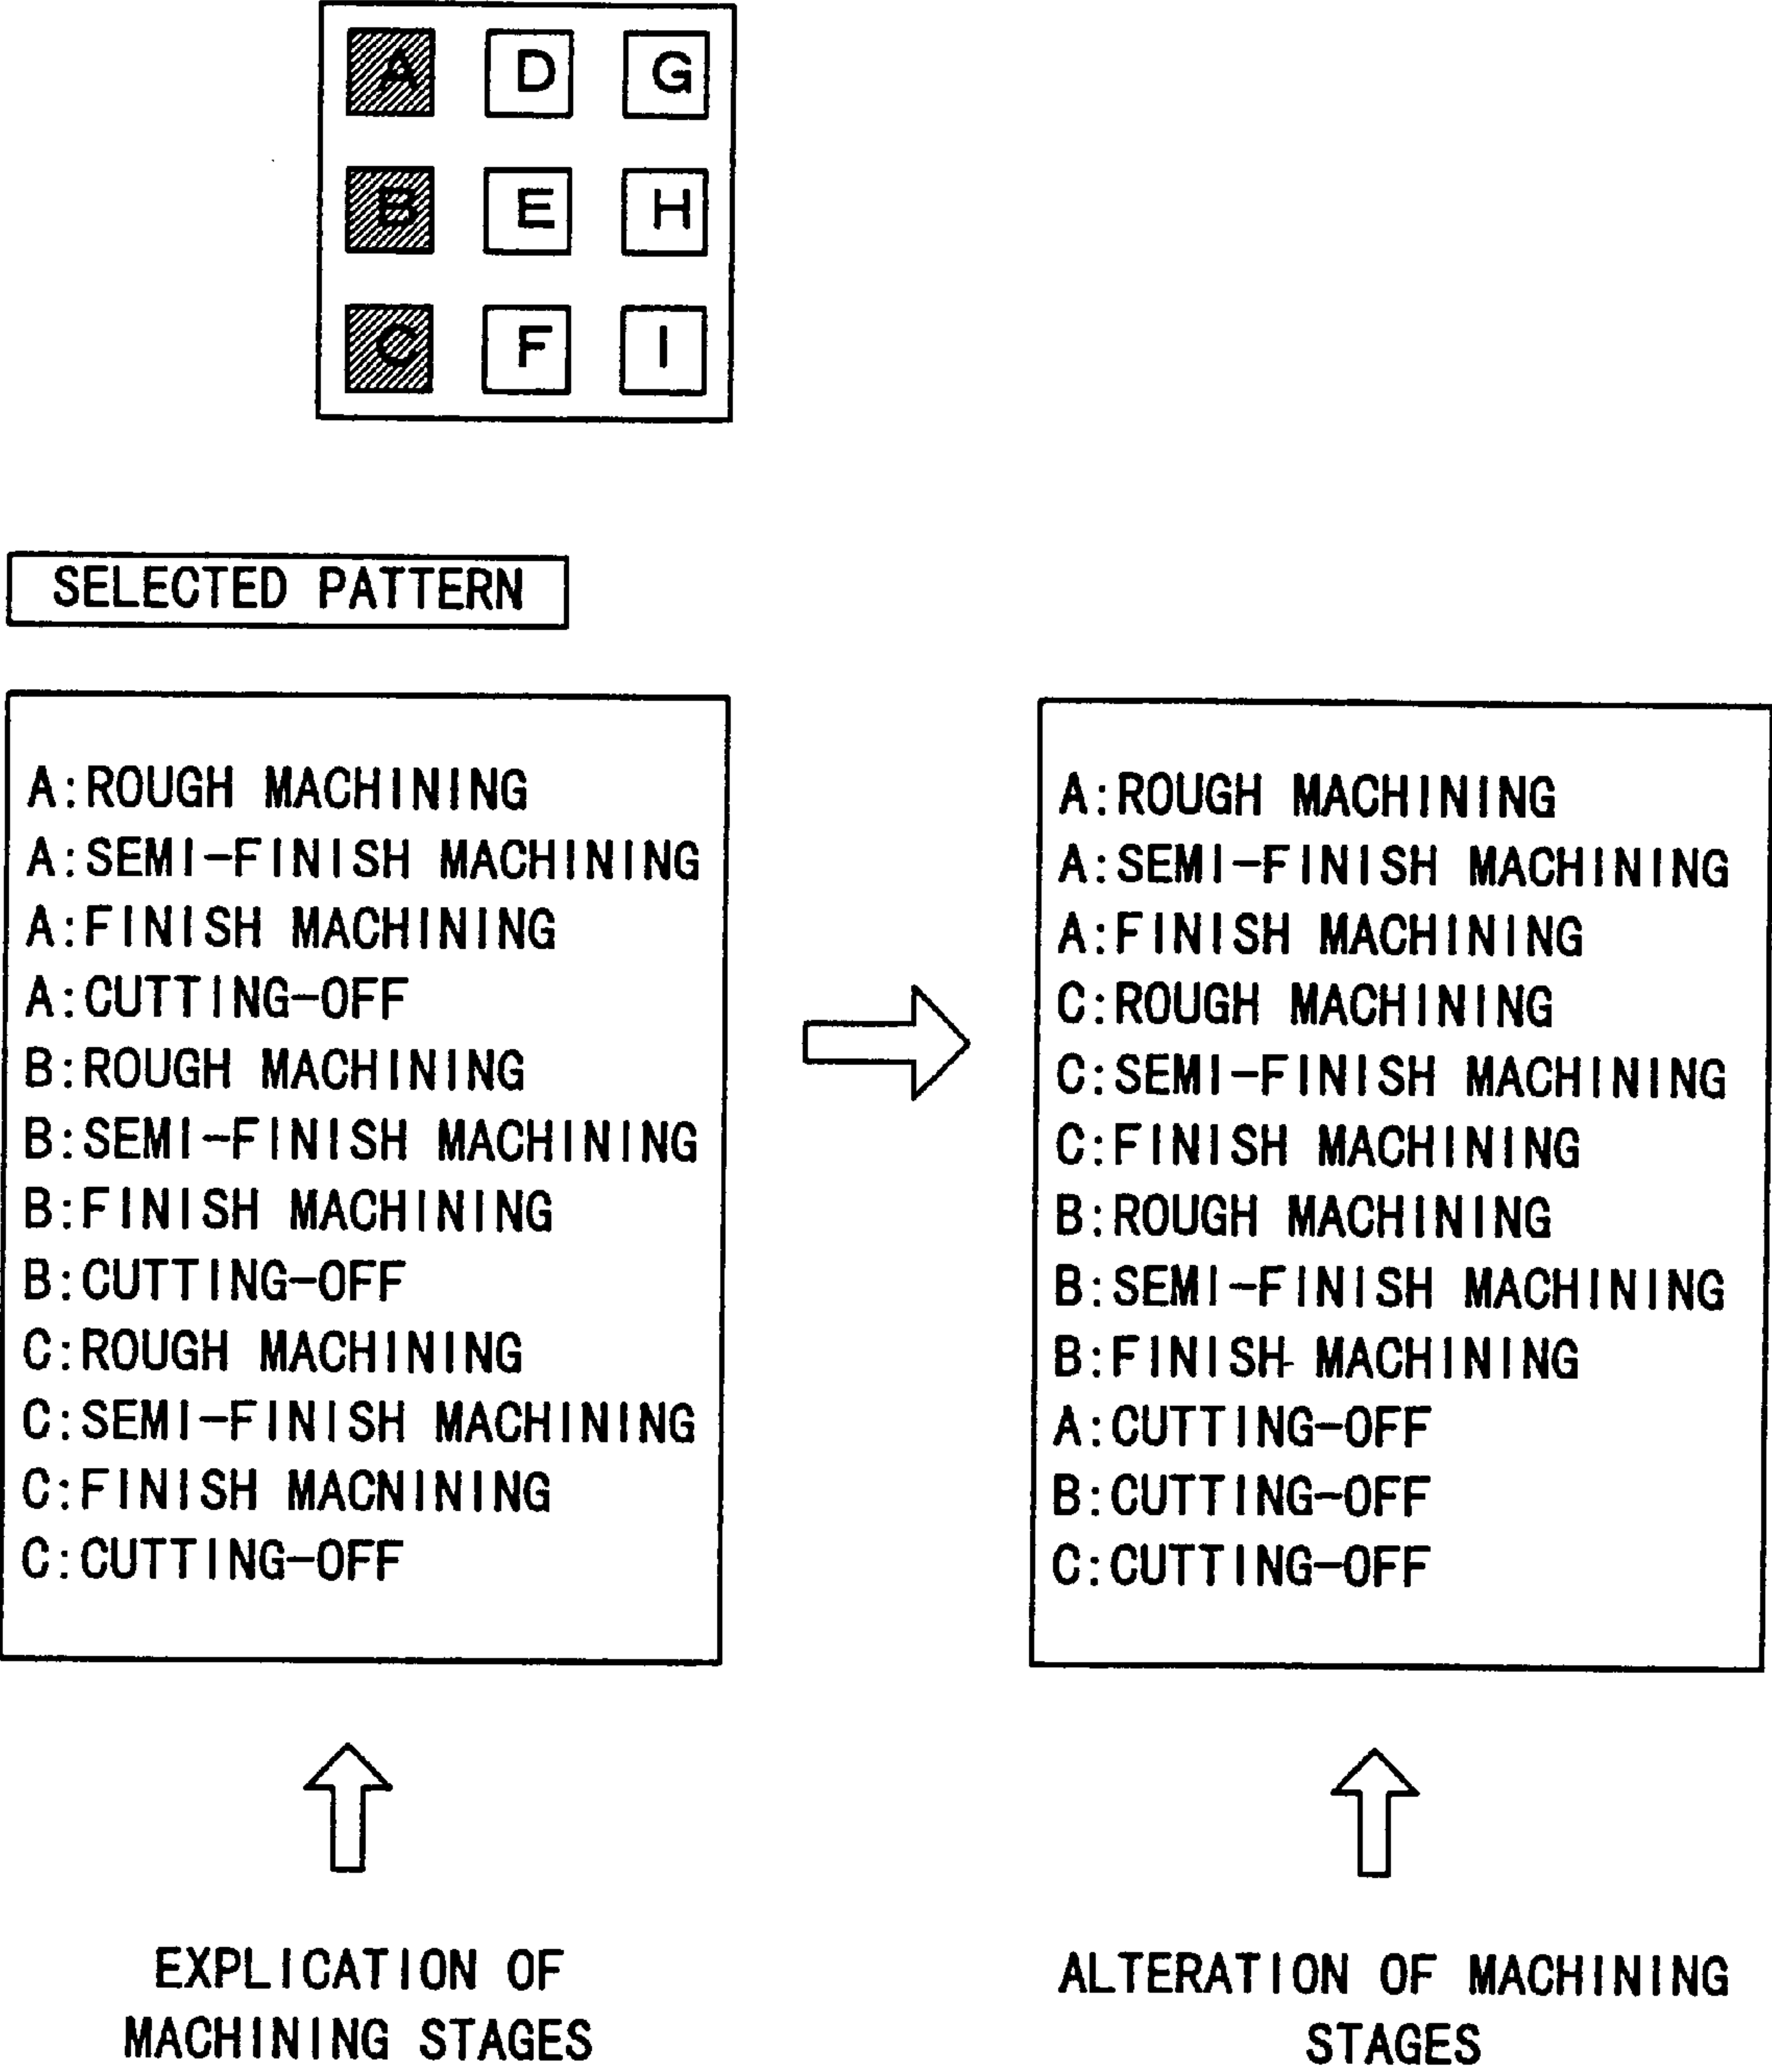 A D G
B E H
C F I
SELECTED PATTERN
A:ROUGH MACHINING
A:SEMI-FINISH MACHINING
A:FINISH MACHINING
A:CUTTING-OFF
B:ROUGH MACHINING
B:SEMI-FINISH MACHINING
B:FINISH MACHINING
B:CUTTING-OFF
C:ROUGH MACHINING
C:SEMI-FINISH MACHINING
C:FINISH MACNINING
C:CUTTING-OFF
EXPLICATION OF
MACHINING STAGES
A:ROUGH MACHINING
A:SEMI-FINISH MACHINING
A:FINISH MACHINING
C:ROUGH MACHINING
C:SEMI-FINISH MACHINING
C:FINISH MACHINING
B:ROUGH MACHINING
B:SEMI-FINISH MACHINING
B:FINISH MACHINING
A:CUTTING-OFF
B:CUTTING-OFF
C:CUTTING-OFF
ALTERATION OF MACHINING
STAGES